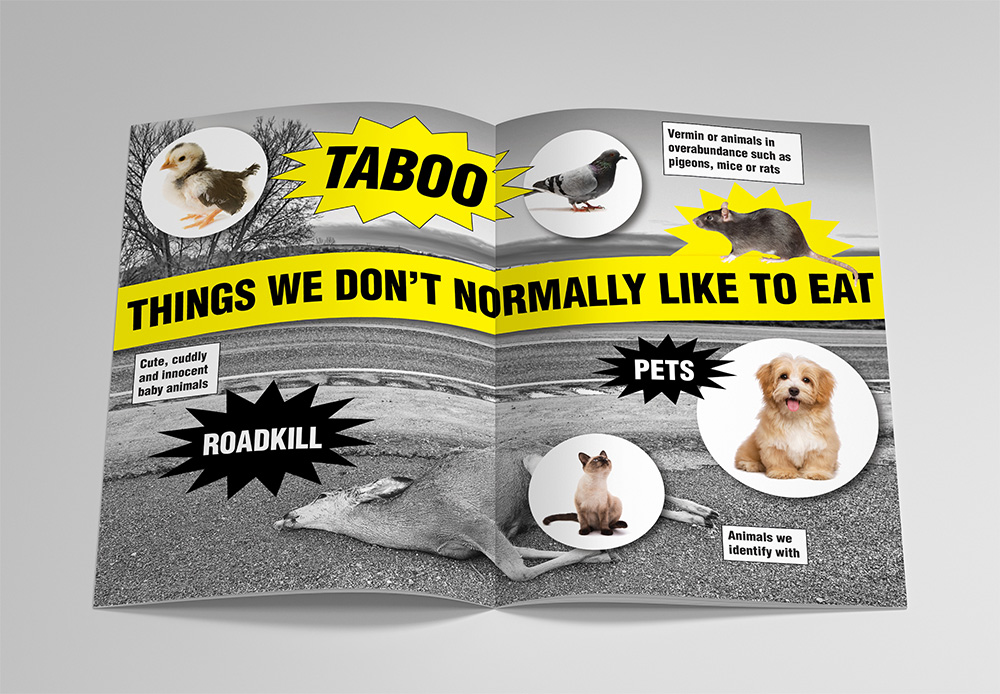 TABOO
Vermin or animals in
overabundance such as
pigeons, mice or rats
THINGS WE DON'T NORMALLY LIKE TO EAT
Cute, cuddly
and innocent
baby animals
PETS
ROADKILL
Animals we
identify with